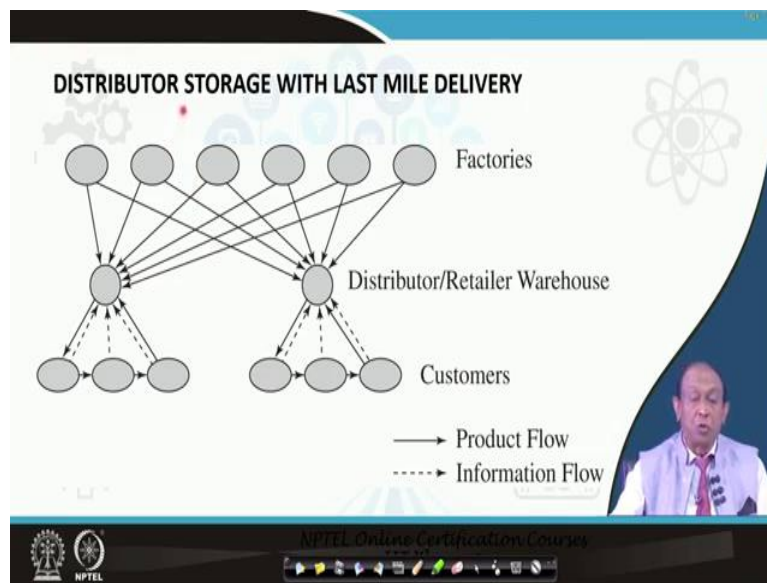 DISTRIBUTOR STORAGE WITH LAST MILE DELIVERY
Factories
Distributor/Retailer Warehouse
Customers
Product Flow
Information Flow
NPTEL Online Certification Courses
NPTEL